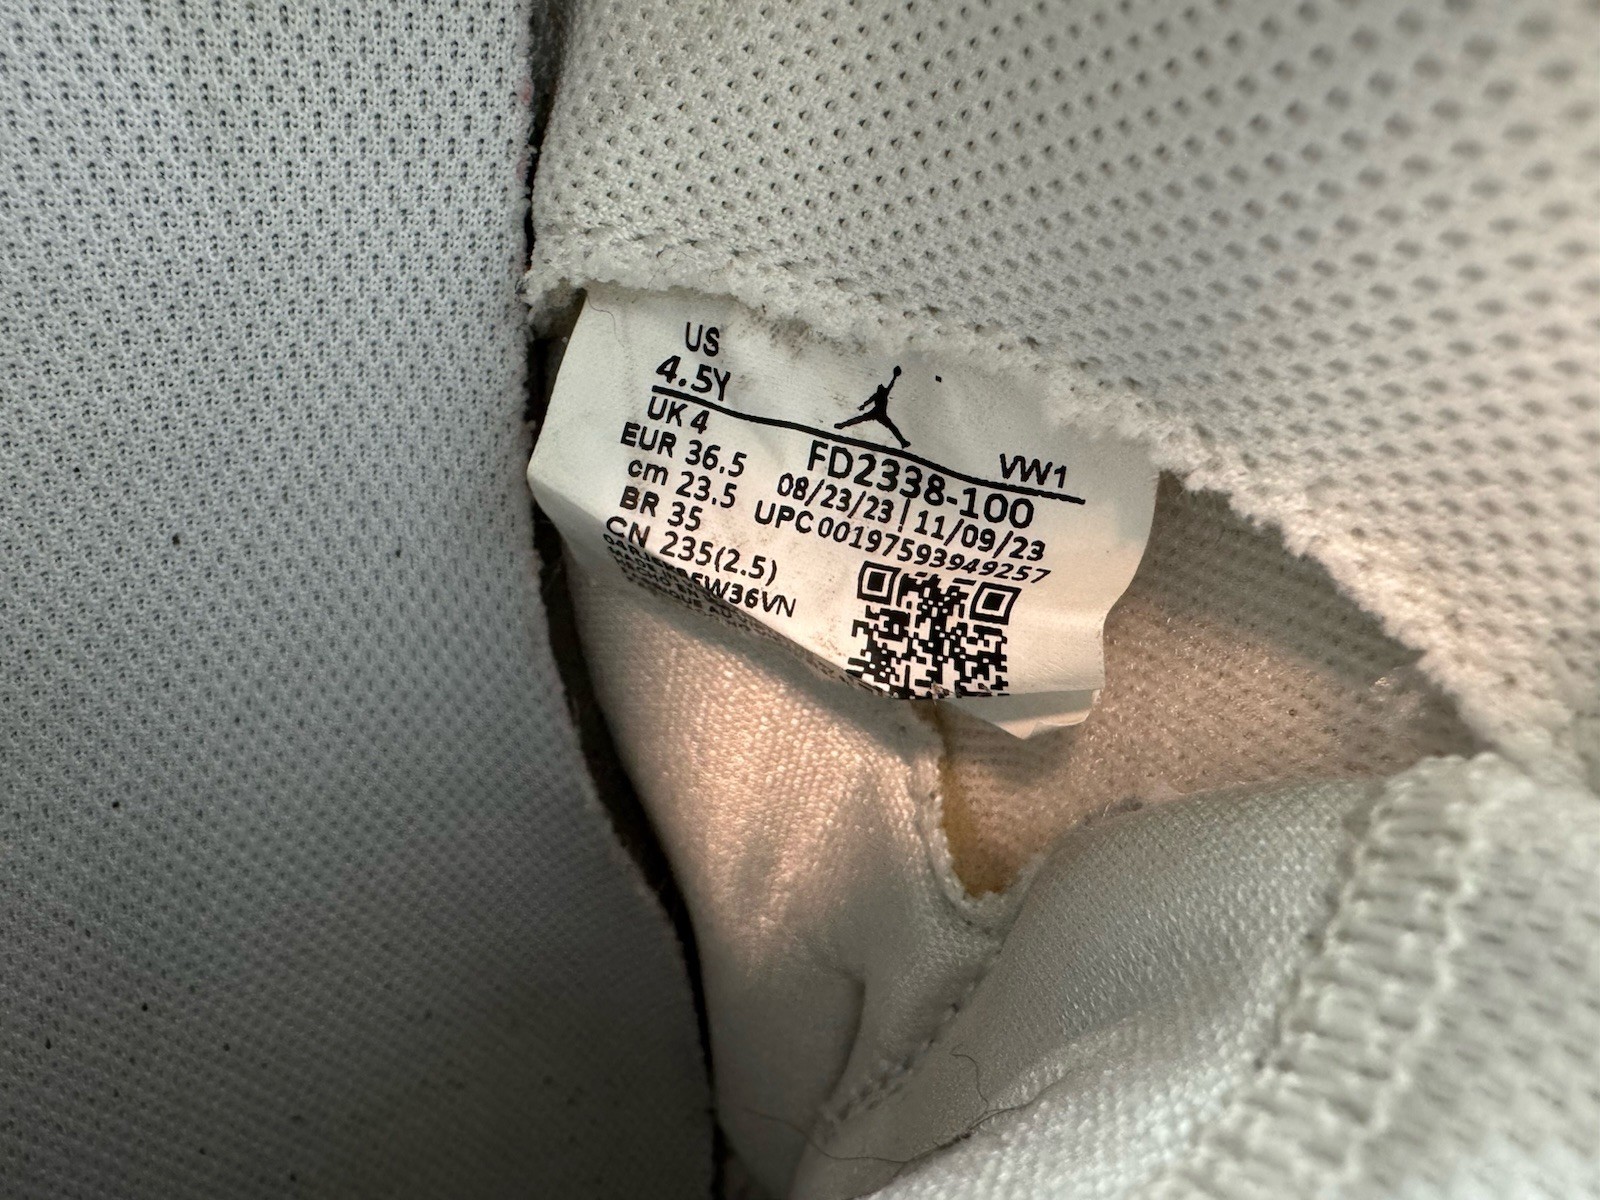 US
4.5Y
UK 4
EUR 36.5
cm 23.5
BR 35
CN 235(2.5)
W36VN
VW1
FD2338-100
08/23/23 | 11/09/23
UPC 00197593949257